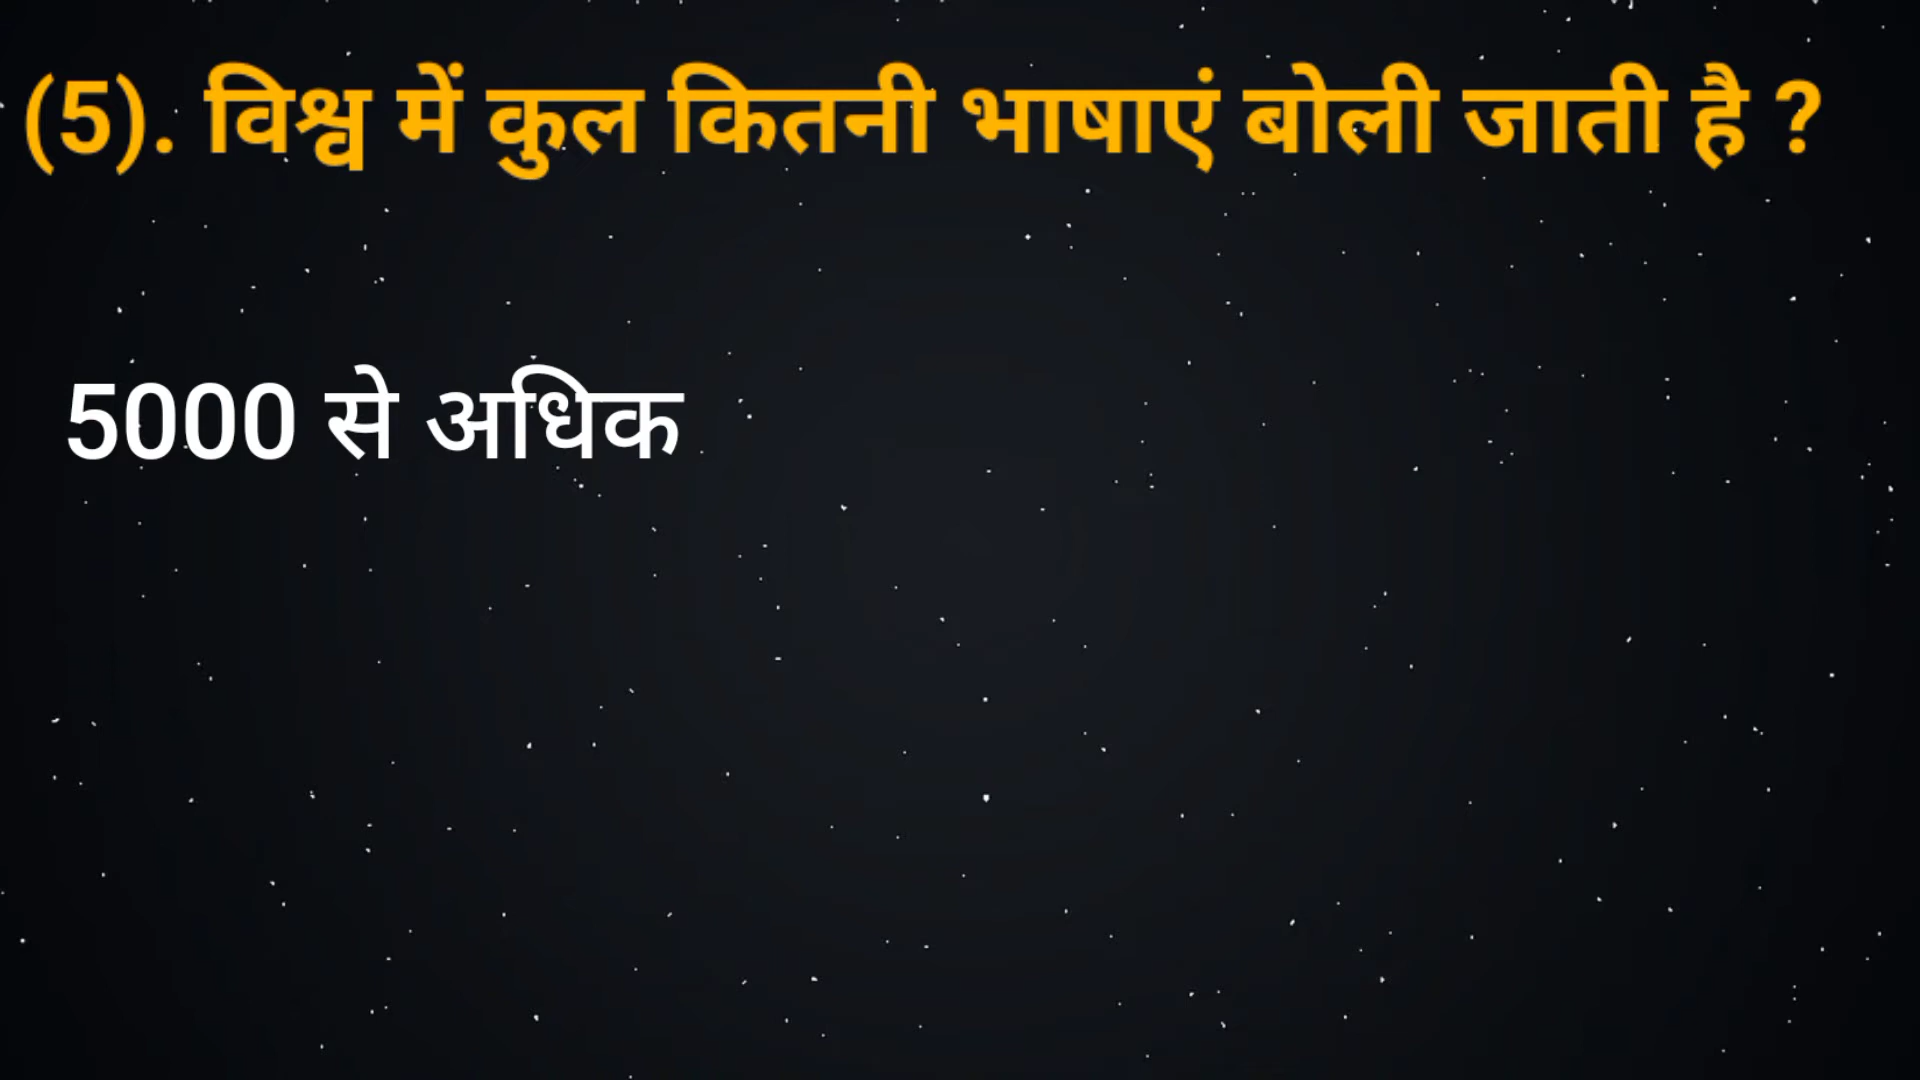 (5). विश्व में कुल कितनी भाषाएं बोली जाती है ?
5000 से अधिक